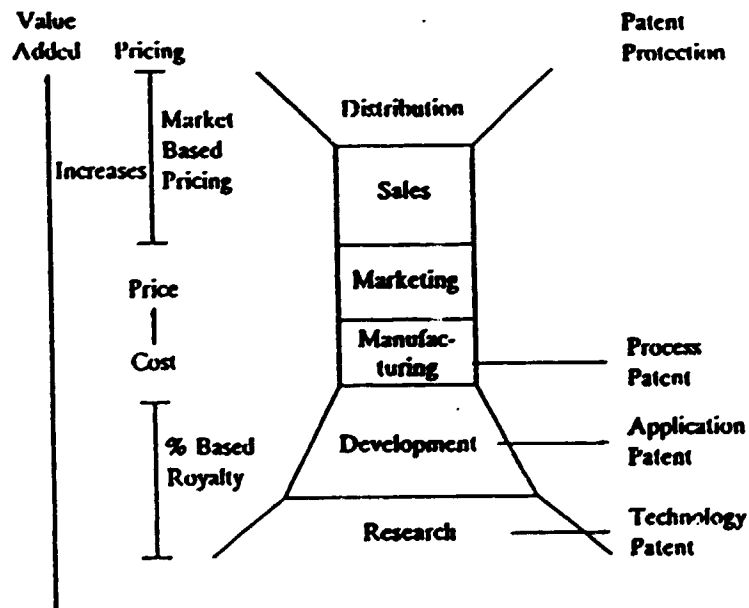 Value
Added
Pricing
Patent
Protection
Increases
Market
Based
Pricing
Distribution
Sales
Marketing
Price
Cost
Manufac-
turing
Process
Patent
% Based
Royalty
Development
Application
Patent
Research
Technology
Patent